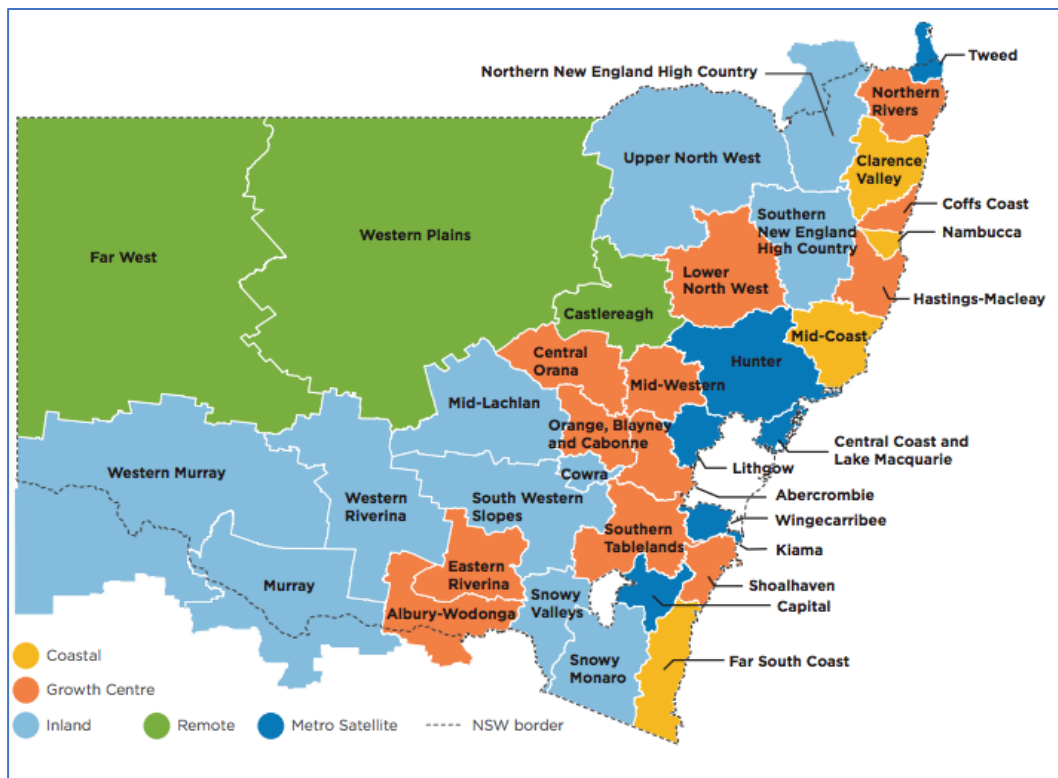 Tweed
Northern New England High Country
Northern
Rivers
Upper North West
Clarence
Valley
Coffs Coast
Southern
New England
High Country
Nambucca
Western Plains
Far West
Lower
North West
Hastings-Macleay
Castlereagh
Mid-Coast
Central
Orana
Hunter
Mid-Western
Mid-Lachlan
Orange, Blayney
and Cabonne
Central Coast and
Lake Macquarie
Lithgow
Western Murray
Cowra
Abercrombie
Western
Riverina
South Western
Slopes
Wingecarribee
Southern
Tablelands
Kiama
Eastern
Riverina
Murray
Shoalhaven
Snowy
Valleys
Capital
Albury-Wodonga
Snowy
Monaro
Far South Coast
Coastal
Growth Centre
Inland
Remote
Metro Satellite
NSW border